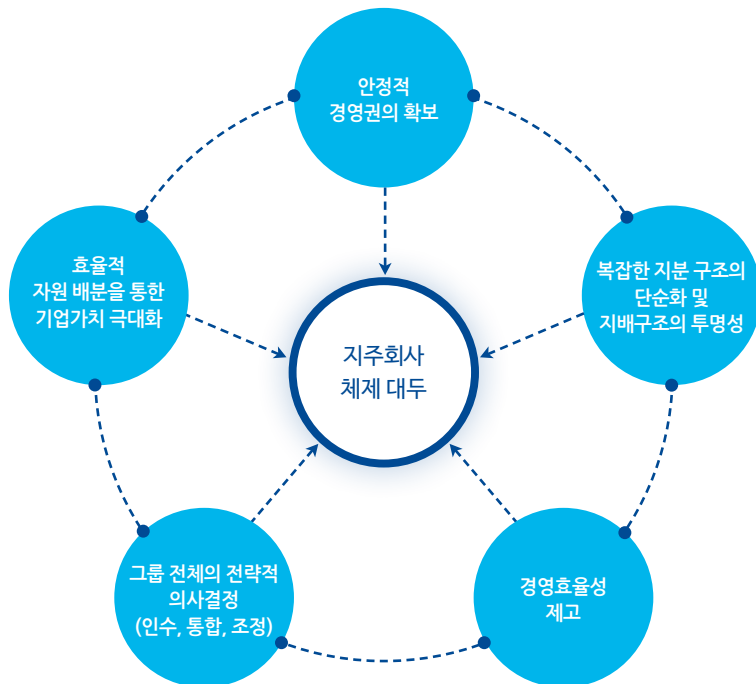 안정적
경영권의 확보
복잡한 지분 구조의
단순화 및
지배구조의 투명성
효율적
자원 배분을 통한
기업가치 극대화
지주회사
체제 대두
그룹 전체의 전략적
의사결정
(인수, 통합, 조정)
경영효율성
제고